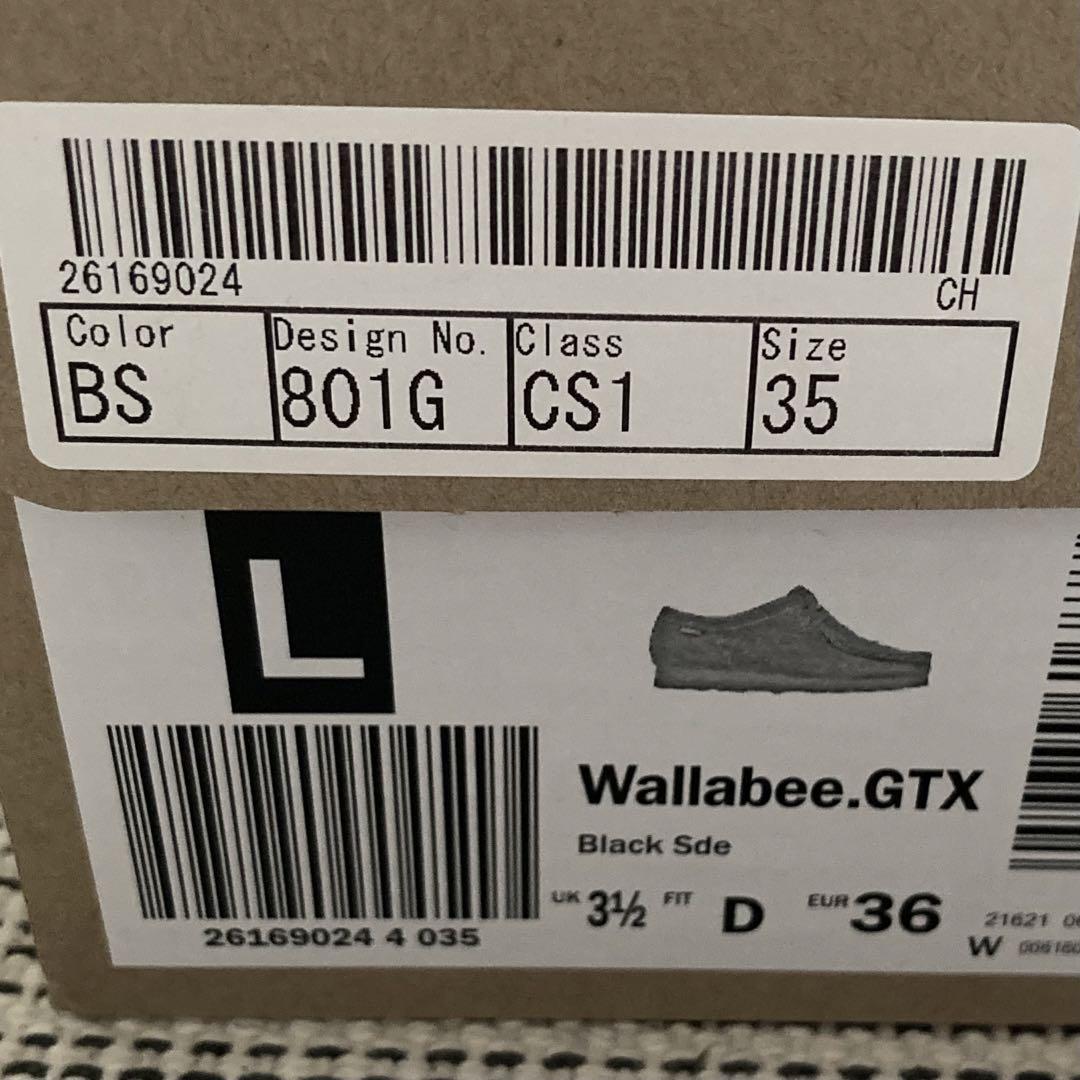 26169024 CH
Color Design No. Class Size
BS 801G CS1 35
L
Wallabee.GTX
Black Sde
UK 3½ FIT D EUR 36
26169024 4 035
21621
W